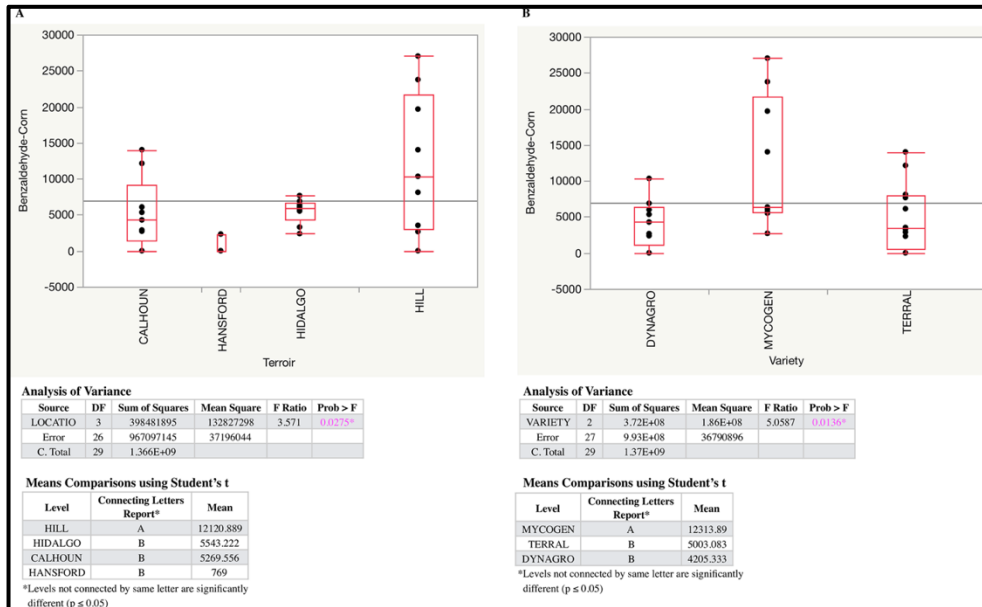 A
30000
25000
20000
15000
10000
5000
0
-5000
Benzaldehyde-Corn
CALHOUN
HANSFORD
HIDALGO
HILL
Terroir
Analysis of Variance
Source DF Sum of Squares Mean Square F Ratio Prob > F
LOCATIO 3 398481895 132827298 3.571 0.0275*
Error 26 967097145 37196044
C. Total 29 1.366E+09
Means Comparisons using Student's t
Level Connecting Letters Report* Mean
HILL A 12120.889
HIDALGO B 5543.222
CALHOUN B 5269.556
HANSFORD B 769
*Levels not connected by same letter are significantly
different (p ≤ 0.05)
B
30000
25000
20000
15000
10000
5000
0
-5000
Benzaldehyde-Corn
DYNAGRO
MYCOGEN
TERRAL
Variety
Analysis of Variance
Source DF Sum of Squares Mean Square F Ratio Prob > F
VARIETY 2 3.72E+08 1.86E+08 5.0587 0.0136*
Error 27 9.93E+08 36790896
C. Total 29 1.37E+09
Means Comparisons using Student's t
Level Connecting Letters Report* Mean
MYCOGEN A 12313.89
TERRAL B 5003.083
DYNAGRO B 4205.333
*Levels not connected by same letter are significantly
different (p ≤ 0.05)